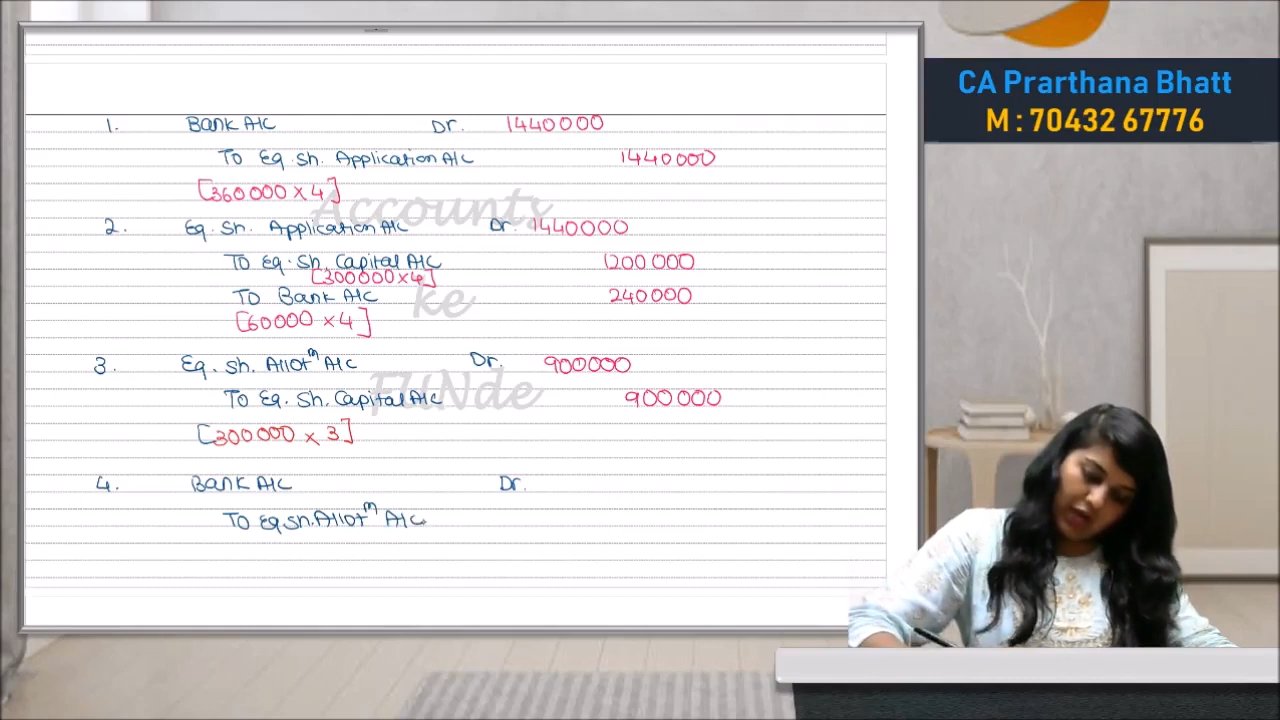 CA Prarthana Bhatt
M : 70432 67776
1. Bank A/c Dr. 1440000
To Eq. Sh. Application A/c 1440000
[360000 x 4]
Accounts
2. Eq. Sh. Application A/c Dr. 1440000
To Eq. Sh. Capital A/c 1200000
[300000 x 4]
To Bank A/c 240000
ke
[60000 x 4]
3. Eq. Sh. Allotm A/c Dr. 900000
To Eq. Sh. Capital A/c 900000
FUNde
[300000 x 3]
4. Bank A/c Dr.
To Eq Sh. Allotm A/c